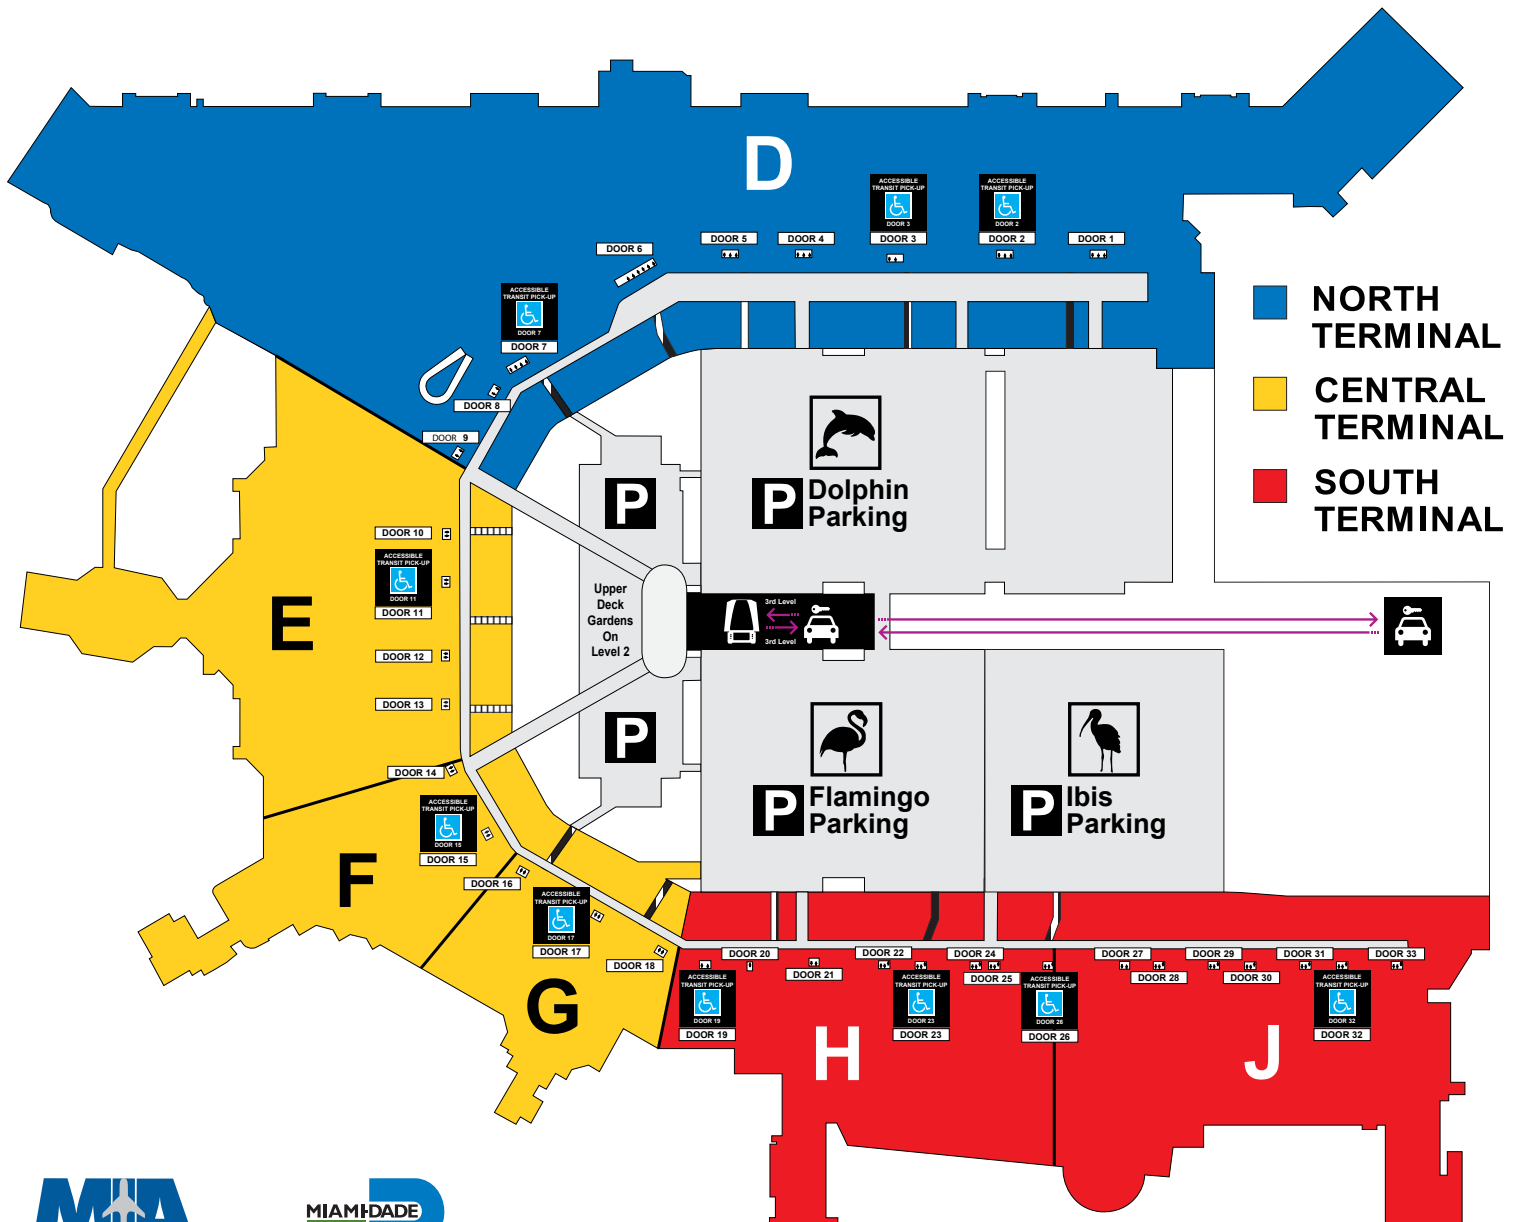 D
ACCESSIBLE
TRANSIT PICK-UP
DOOR 3
DOOR 3
ACCESSIBLE
TRANSIT PICK-UP
DOOR 2
DOOR 2
DOOR 1
DOOR 4
DOOR 5
DOOR 6
ACCESSIBLE
TRANSIT PICK-UP
DOOR 7
DOOR 7
DOOR 8
DOOR 9
NORTH
TERMINAL
CENTRAL
TERMINAL
SOUTH
TERMINAL
P
Dolphin
Parking
P
DOOR 10
ACCESSIBLE
TRANSIT PICK-UP
DOOR 11
DOOR 11
E
DOOR 12
DOOR 13
Upper
Deck
Gardens
On
Level 2
3rd Level
3rd Level
P
P
Flamingo
Parking
P
Ibis
Parking
DOOR 14
ACCESSIBLE
TRANSIT PICK-UP
DOOR 15
DOOR 15
F
DOOR 16
ACCESSIBLE
TRANSIT PICK-UP
DOOR 17
DOOR 17
DOOR 18
G
DOOR 20
DOOR 21
DOOR 22
DOOR 24
DOOR 25
DOOR 27
DOOR 28
DOOR 29
DOOR 30
DOOR 31
DOOR 33
ACCESSIBLE
TRANSIT PICK-UP
DOOR 19
DOOR 19
ACCESSIBLE
TRANSIT PICK-UP
DOOR 23
DOOR 23
ACCESSIBLE
TRANSIT PICK-UP
DOOR 26
DOOR 26
ACCESSIBLE
TRANSIT PICK-UP
DOOR 32
DOOR 32
H
J
MIA
MIAMI-DADE